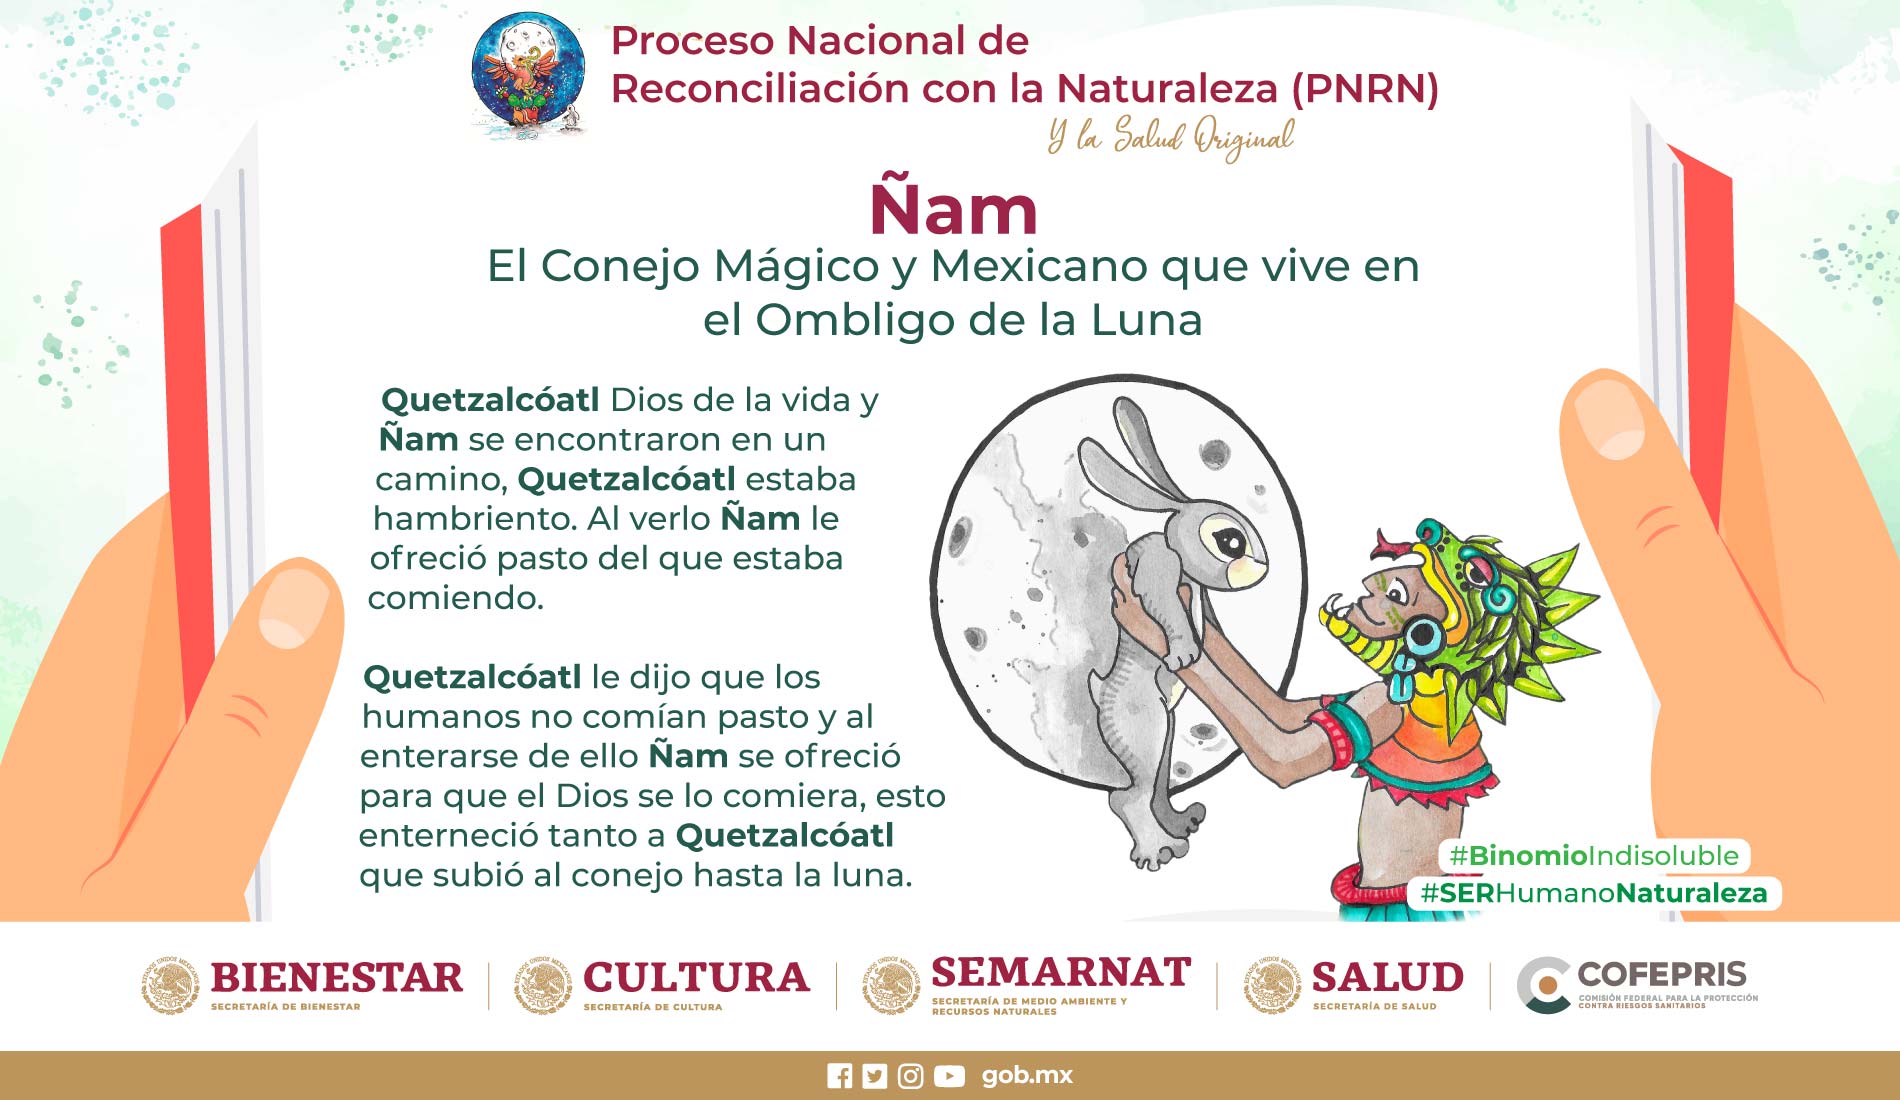 Proceso Nacional de
Reconciliación con la Naturaleza (PNRN)
Y la Salud Original
Ñam
El Conejo Mágico y Mexicano que vive en
el Ombligo de la Luna
Quetzalcóatl Dios de la vida y
Ñam se encontraron en un
camino, Quetzalcóatl estaba
hambriento. Al verlo Ñam le
ofreció pasto del que estaba
comiendo.
Quetzalcóatl le dijo que los
humanos no comían pasto y al
enterarse de ello Ñam se ofreció
para que el Dios se lo comiera, esto
enterneció tanto a Quetzalcóatl
que subió al conejo hasta la luna.
#BinomioIndisoluble
#SERHumanoNaturaleza
BIENESTAR
SECRETARÍA DE BIENESTAR
CULTURA
SECRETARÍA DE CULTURA
SEMARNAT
SECRETARÍA DE MEDIO AMBIENTE Y
RECURSOS NATURALES
SALUD
SECRETARÍA DE SALUD
COFEPRIS
COMISIÓN FEDERAL PARA LA PROTECCIÓN
CONTRA RIESGOS SANITARIOS
gob.mx